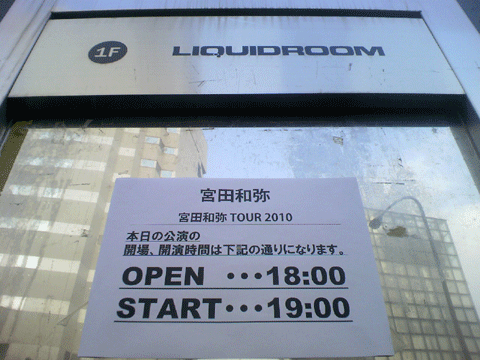 1F LIQUIDROOM
宮田和弥
宮田和弥 TOUR 2010
本日の公演の
開場、開演時間は下記の通りになります。
OPEN ・・・18:00
START・・・19:00